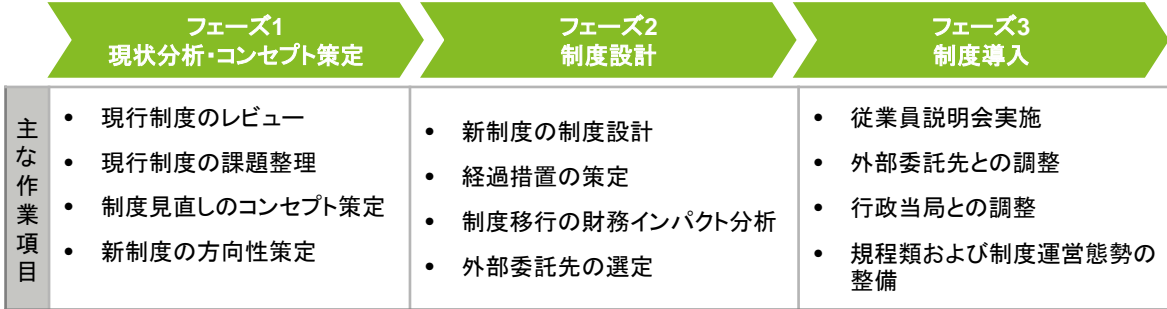 フェーズ1
現状分析・コンセプト策定
フェーズ2
制度設計
フェーズ3
制度導入
主な作業項目
• 現行制度のレビュー
• 現行制度の課題整理
• 制度見直しのコンセプト策定
• 新制度の方向性策定
• 新制度の制度設計
• 経過措置の策定
• 制度移行の財務インパクト分析
• 外部委託先の選定
• 従業員説明会実施
• 外部委託先との調整
• 行政当局との調整
• 規程類および制度運営態勢の
整備